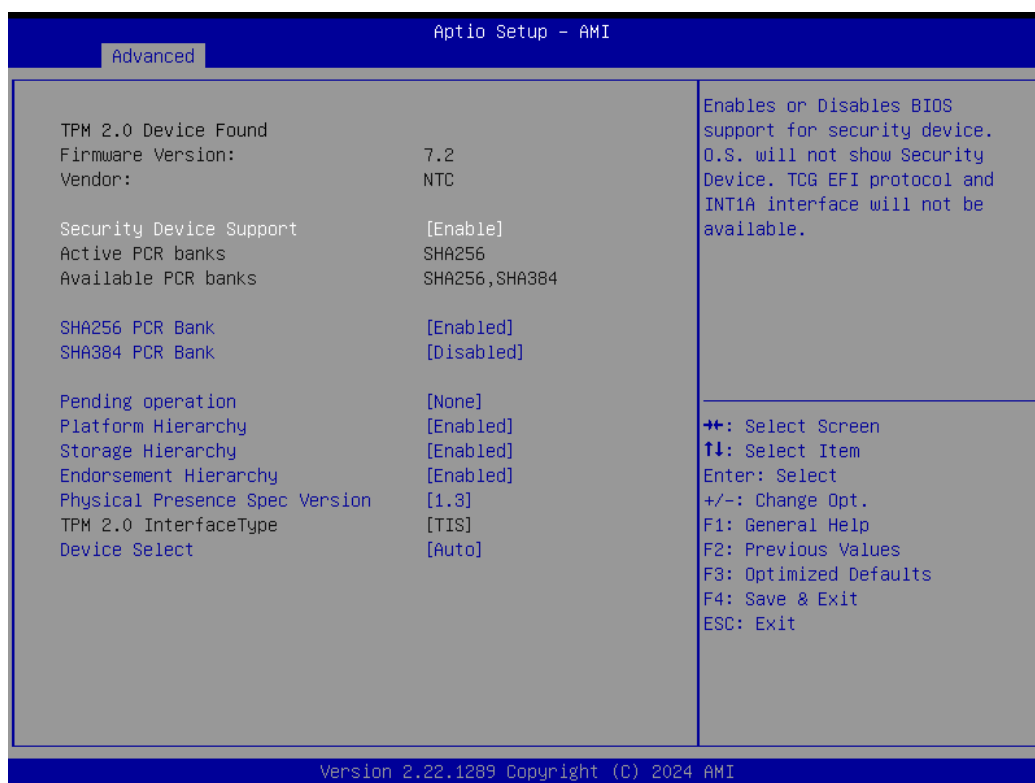 Aptio Setup - AMI
Advanced
TPM 2.0 Device Found
Firmware Version: 7.2
Vendor: NTC
Security Device Support [Enable]
Active PCR banks SHA256
Available PCR banks SHA256,SHA384
SHA256 PCR Bank [Enabled]
SHA384 PCR Bank [Disabled]
Pending operation [None]
Platform Hierarchy [Enabled]
Storage Hierarchy [Enabled]
Endorsement Hierarchy [Enabled]
Physical Presence Spec Version [1.3]
TPM 2.0 InterfaceType [TIS]
Device Select [Auto]
Enables or Disables BIOS
support for security device.
O.S. will not show Security
Device. TCG EFI protocol and
INT1A interface will not be
available.
→←: Select Screen
↑↓: Select Item
Enter: Select
+/-: Change Opt.
F1: General Help
F2: Previous Values
F3: Optimized Defaults
F4: Save & Exit
ESC: Exit
Version 2.22.1289 Copyright (C) 2024 AMI